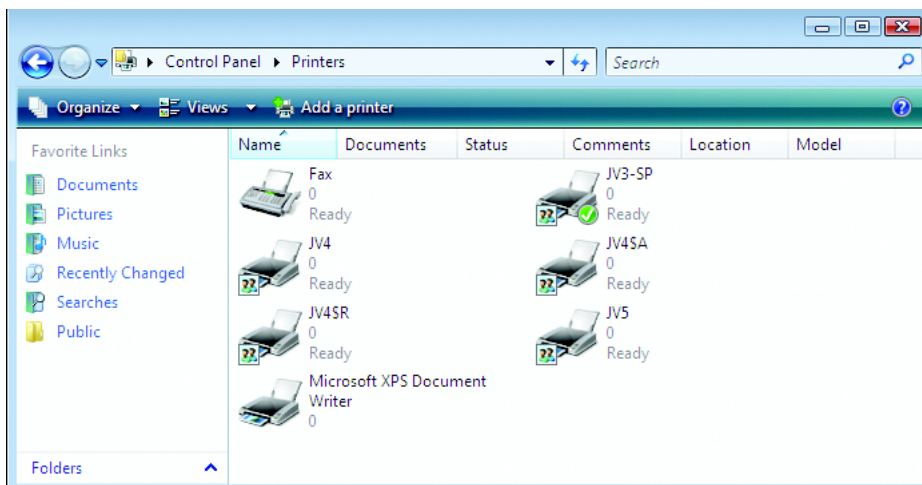 Control Panel ▸ Printers
Search
Organize Views Add a printer ?
Favorite Links
Documents
Pictures
Music
Recently Changed
Searches
Public
Folders
Name Documents Status Comments Location Model
Fax
0
Ready
JV3-SP
0
Ready
JV4
0
Ready
JV4SA
0
Ready
JV4SR
0
Ready
JV5
0
Ready
Microsoft XPS Document
Writer
0